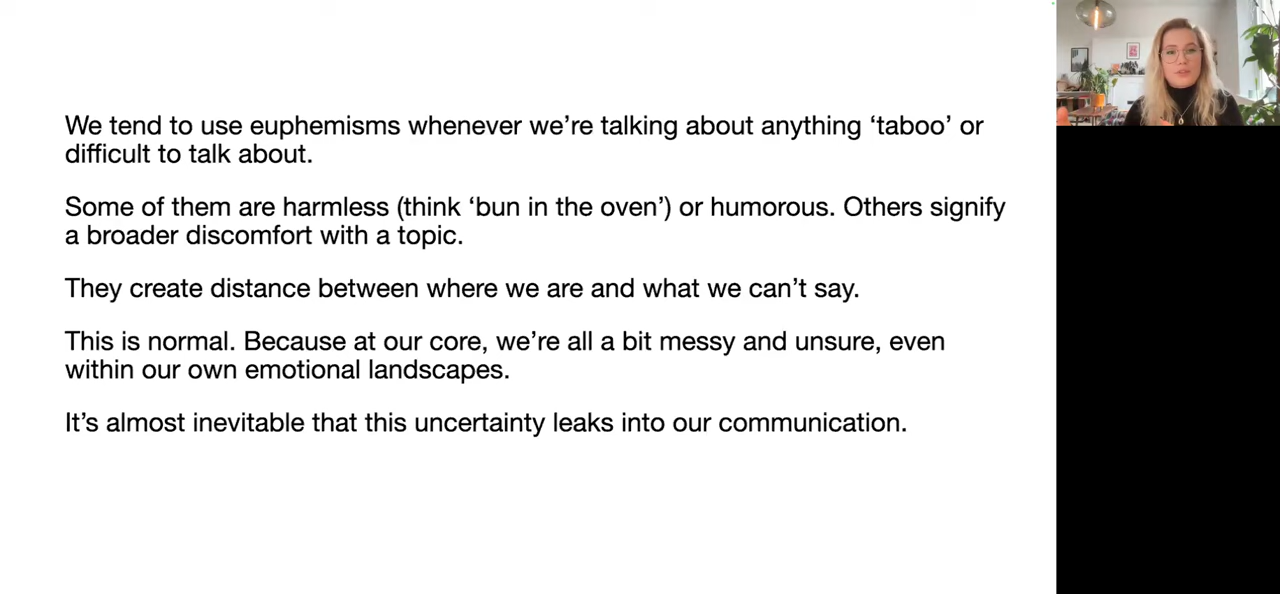 We tend to use euphemisms whenever we’re talking about anything ‘taboo’ or
difficult to talk about.
Some of them are harmless (think ‘bun in the oven’) or humorous. Others signify
a broader discomfort with a topic.
They create distance between where we are and what we can’t say.
This is normal. Because at our core, we’re all a bit messy and unsure, even
within our own emotional landscapes.
It’s almost inevitable that this uncertainty leaks into our communication.